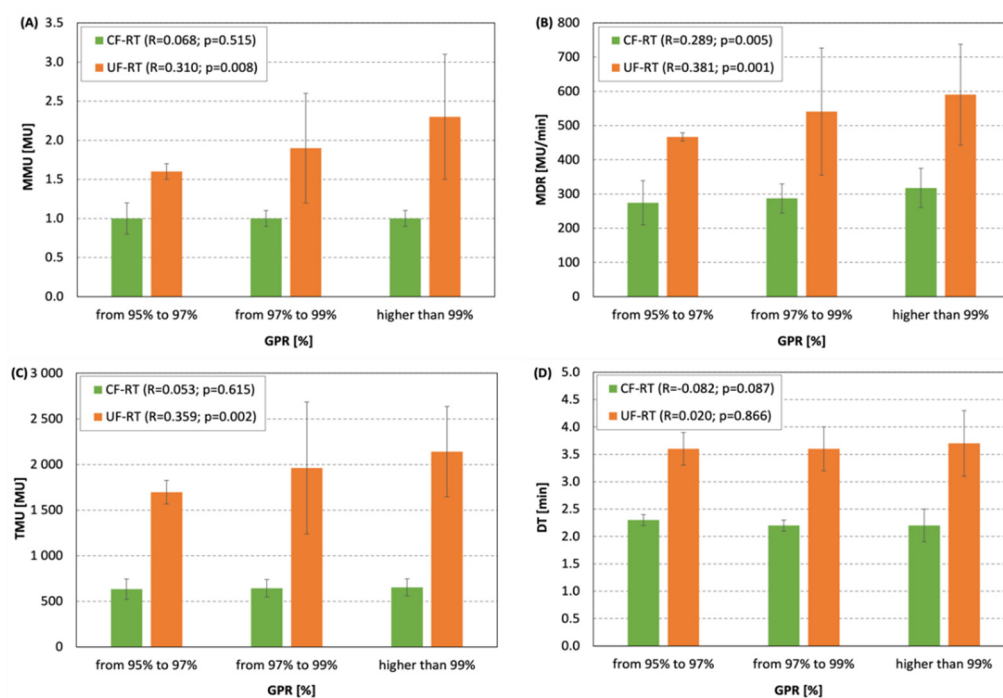 (A)
3.5
3.0
2.5
2.0
1.5
1.0
0.5
0.0
MMU [MU]
CF-RT (R=0.068; p=0.515)
UF-RT (R=0.310; p=0.008)
from 95% to 97%
from 97% to 99%
higher than 99%
GPR [%]
(B)
800
700
600
500
400
300
200
100
0
MDR [MU/min]
CF-RT (R=0.289; p=0.005)
UF-RT (R=0.381; p=0.001)
from 95% to 97%
from 97% to 99%
higher than 99%
GPR [%]
(C)
3 000
2 500
2 000
1 500
1 000
500
0
TMU [MU]
CF-RT (R=0.053; p=0.615)
UF-RT (R=0.359; p=0.002)
from 95% to 97%
from 97% to 99%
higher than 99%
GPR [%]
(D)
5.0
4.5
4.0
3.5
3.0
2.5
2.0
1.5
1.0
0.5
0.0
DT [min]
CF-RT (R=-0.082; p=0.087)
UF-RT (R=0.020; p=0.866)
from 95% to 97%
from 97% to 99%
higher than 99%
GPR [%]